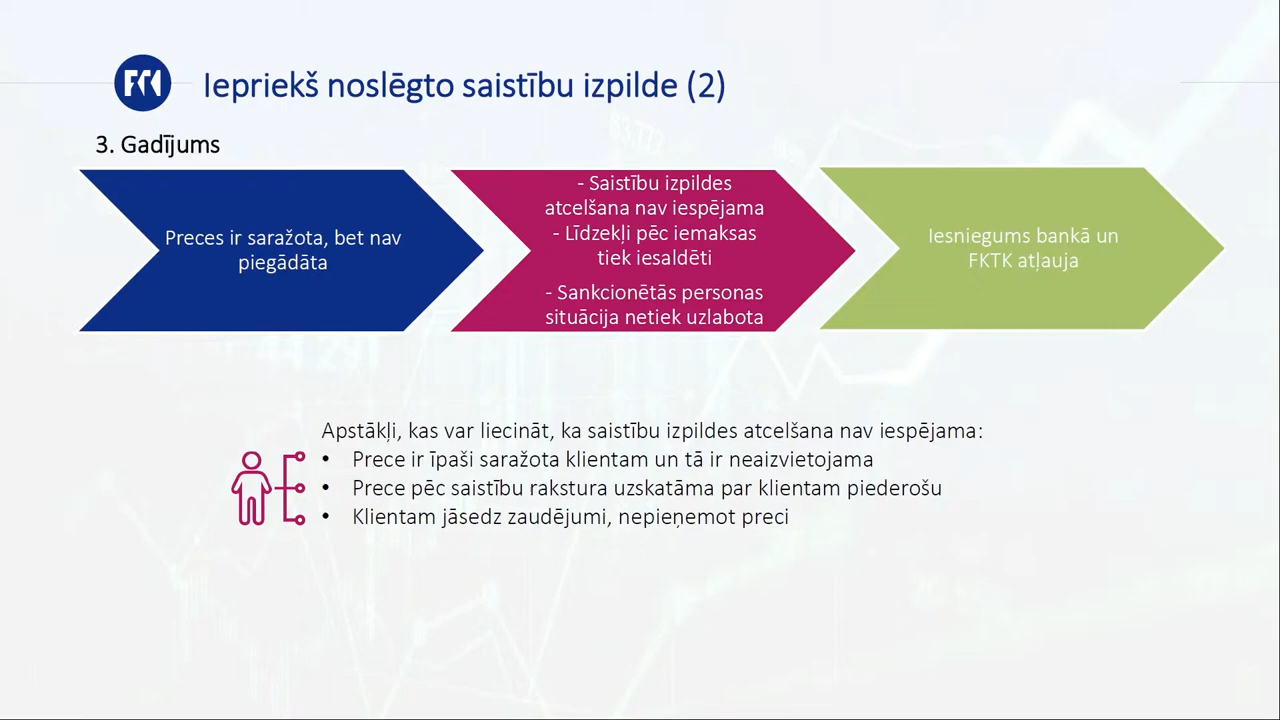 Iepriekš noslēgto saistību izpilde (2)
3. Gadījums
Preces ir saražota, bet nav
piegādāta
- Saistību izpildes
atcelšana nav iespējama
- Līdzekļi pēc iemaksas
tiek iesaldēti
- Sankcionētās personas
situācija netiek uzlabota
Iesniegums bankā un
FKTK atļauja
Apstākļi, kas var liecināt, ka saistību izpildes atcelšana nav iespējama:
• Prece ir īpaši saražota klientam un tā ir neaizvietojama
• Prece pēc saistību rakstura uzskatāma par klientam piederošu
• Klientam jāsedz zaudējumi, nepieņemot preci